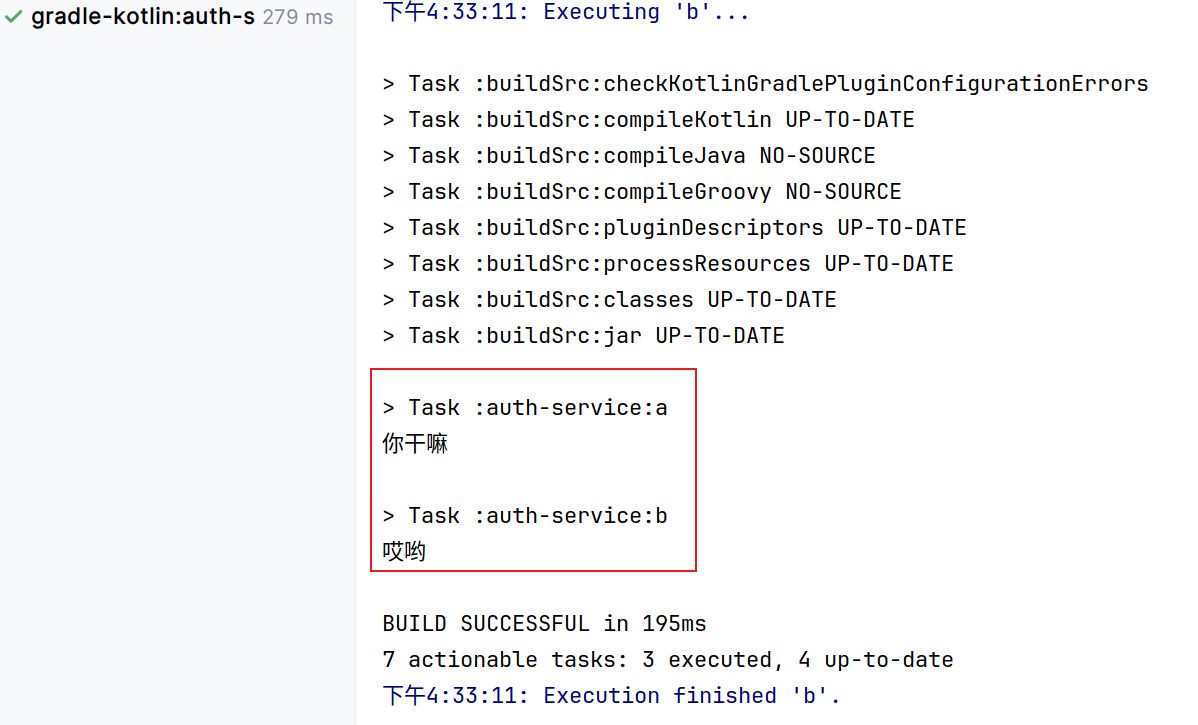 gradle-kotlin:auth-s 279 ms
下午4:33:11: Executing 'b'...
> Task :buildSrc:checkKotlinGradlePluginConfigurationErrors
> Task :buildSrc:compileKotlin UP-TO-DATE
> Task :buildSrc:compileJava NO-SOURCE
> Task :buildSrc:compileGroovy NO-SOURCE
> Task :buildSrc:pluginDescriptors UP-TO-DATE
> Task :buildSrc:processResources UP-TO-DATE
> Task :buildSrc:classes UP-TO-DATE
> Task :buildSrc:jar UP-TO-DATE
> Task :auth-service:a
你干嘛
> Task :auth-service:b
哎哟
BUILD SUCCESSFUL in 195ms
7 actionable tasks: 3 executed, 4 up-to-date
下午4:33:11: Execution finished 'b'.